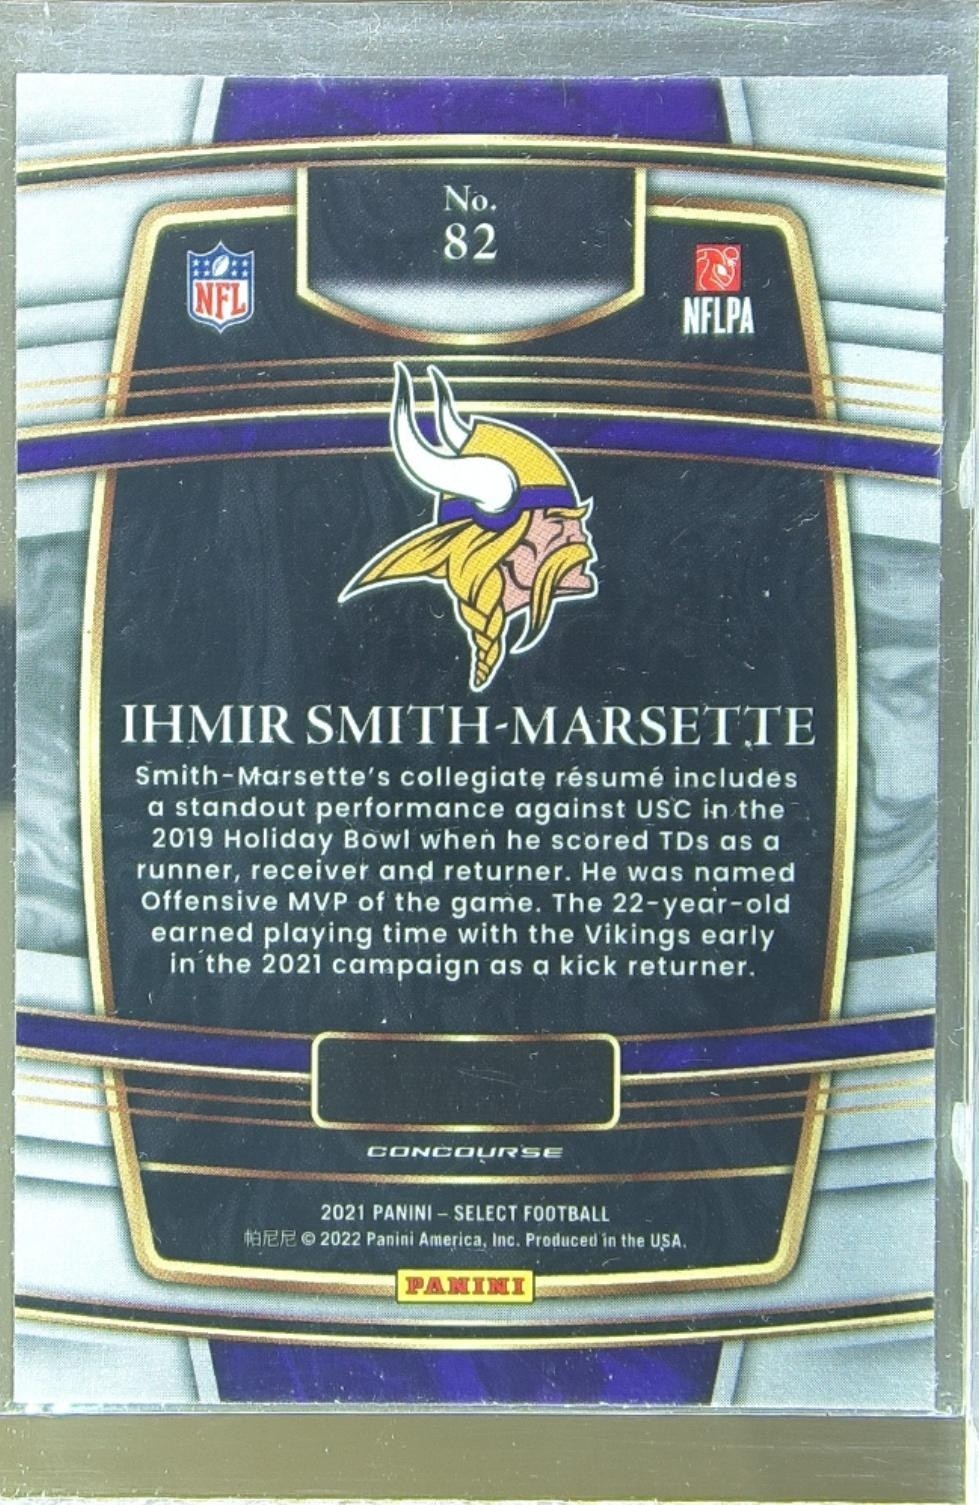 No.
82
NFL
NFLPA
IHMIR SMITH-MARSETTE
Smith-Marsette's collegiate résumé includes
a standout performance against USC in the
2019 Holiday Bowl when he scored TDs as a
runner, receiver and returner. He was named
Offensive MVP of the game. The 22-year-old
earned playing time with the Vikings early
in the 2021 campaign as a kick returner.
CONCOURSE
2021 PANINI – SELECT FOOTBALL
帕尼尼 © 2022 Panini America, Inc. Produced in the USA.
PANINI